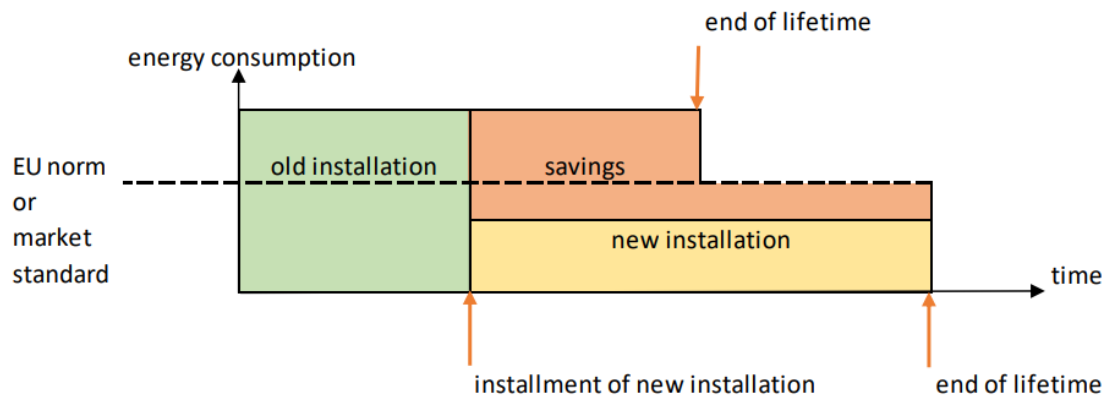 end of lifetime
energy consumption
EU norm
or
market
standard
old installation
savings
new installation
time
installment of new installation
end of lifetime